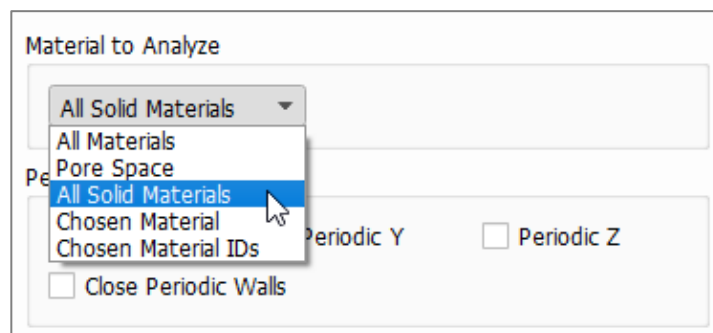 Material to Analyze
All Solid Materials
All Materials
Pore Space
Pe
All Solid Materials
Chosen Material
Chosen Material IDs
Periodic Y
Periodic Z
Close Periodic Walls